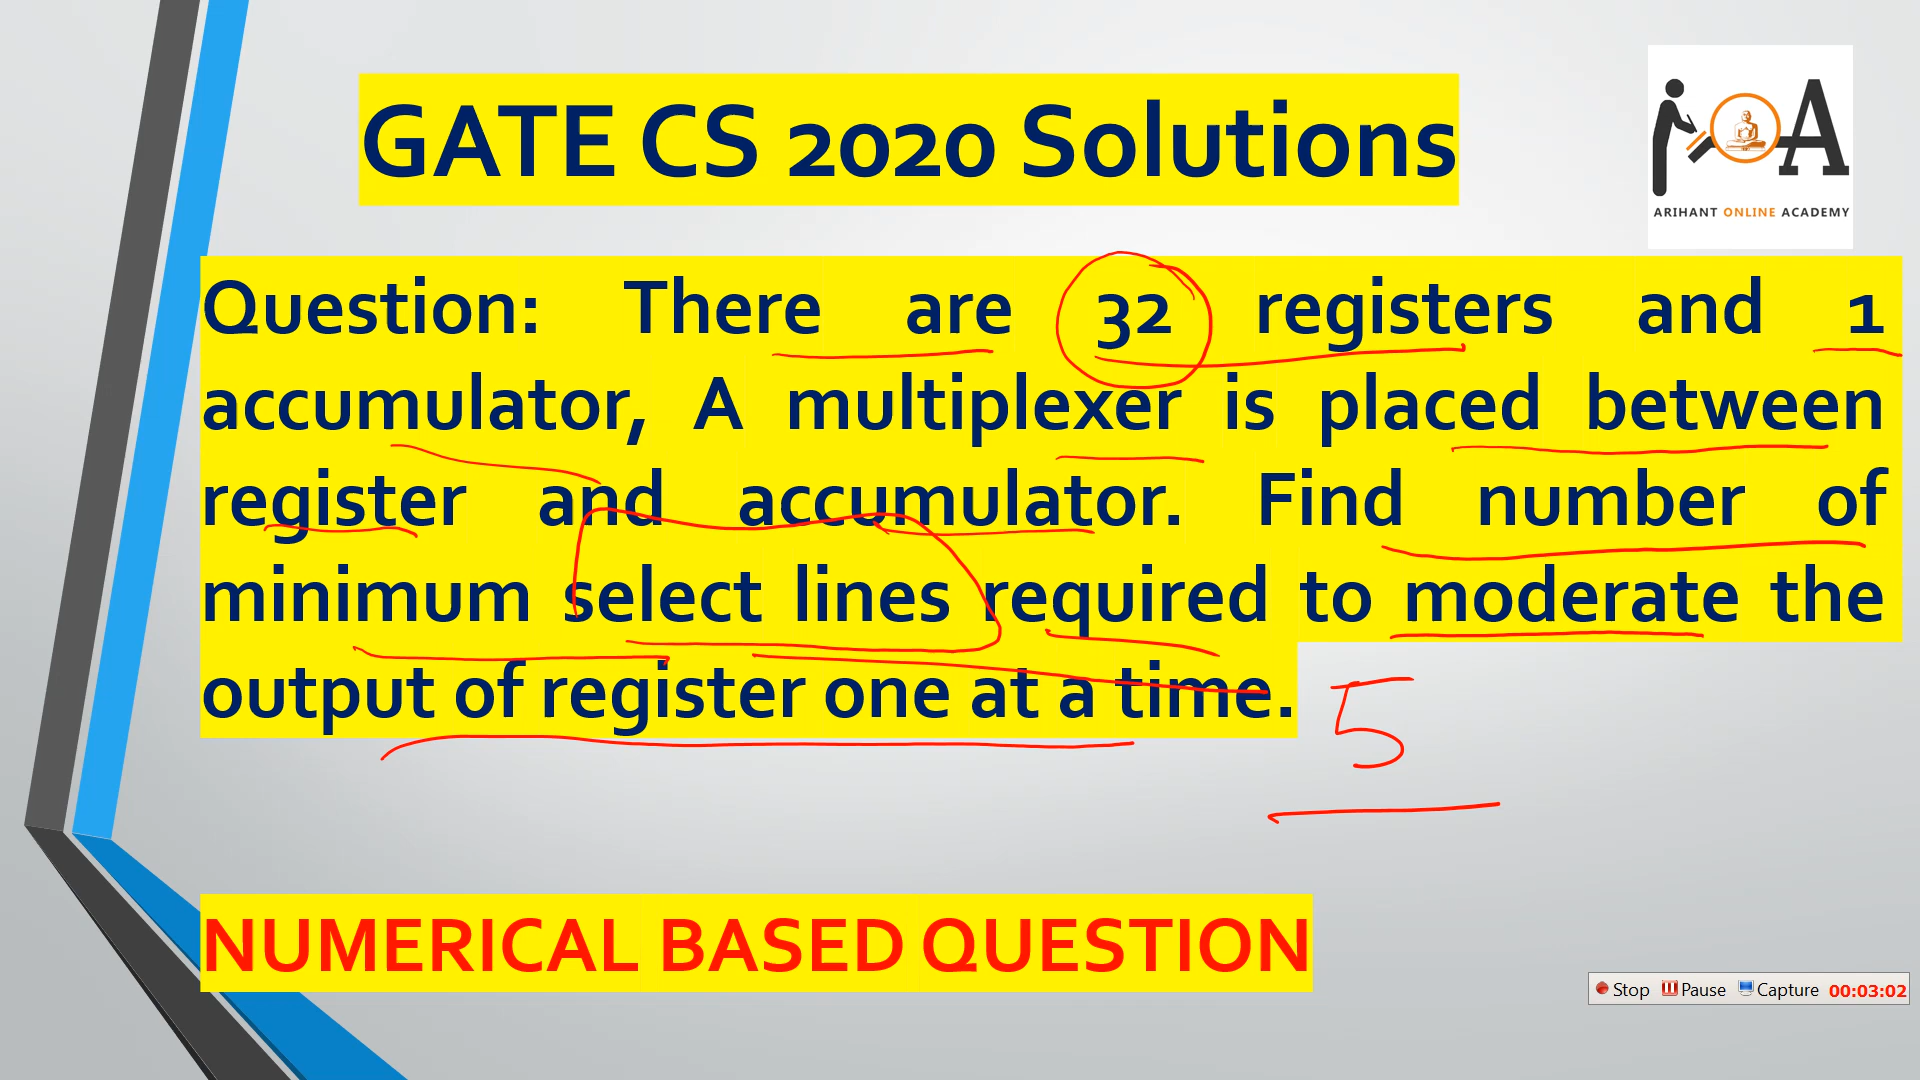 GATE CS 2020 Solutions
ARIHANT ONLINE ACADEMY
Question: There are 32 registers and 1
accumulator, A multiplexer is placed between
register and accumulator. Find number of
minimum select lines required to moderate the
output of register one at a time.
5
NUMERICAL BASED QUESTION
Stop Pause Capture 00:03:02